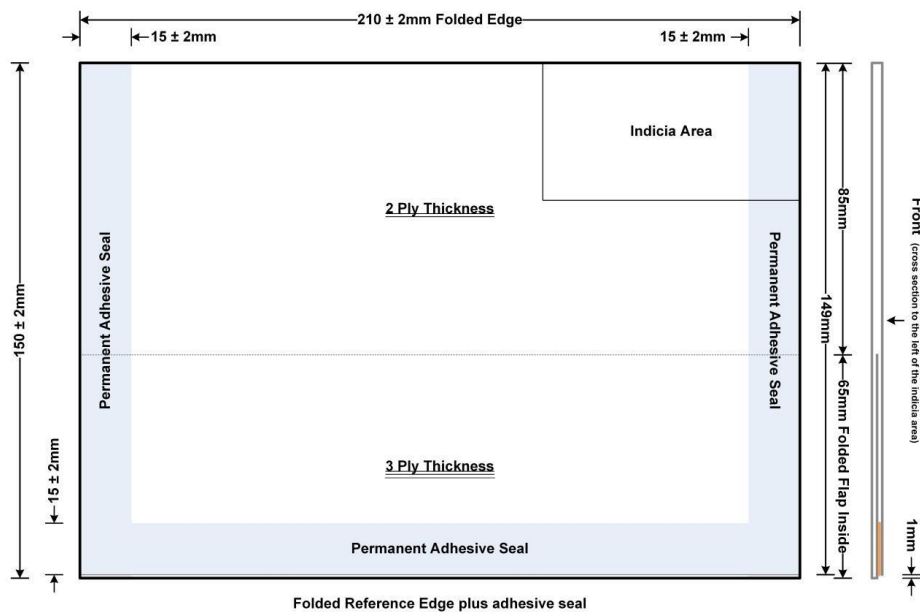 210 ± 2mm Folded Edge
15 ± 2mm
15 ± 2mm
Indicia Area
2 Ply Thickness
Permanent Adhesive Seal
Permanent Adhesive Seal
150 ± 2mm
85mm
149mm
Front (cross section to the left of the indicia area)
3 Ply Thickness
65mm Folded Flap Inside
15 ± 2mm
1mm
Permanent Adhesive Seal
Folded Reference Edge plus adhesive seal